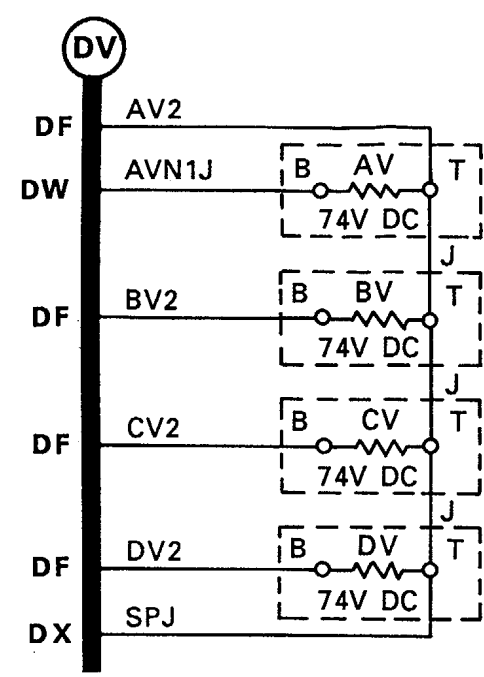 DV
DF AV2
DW AVN1J B AV T
74V DC
J
DF BV2 B BV T
74V DC
J
DF CV2 B CV T
74V DC
J
DF DV2 B DV T
74V DC
DX SPJ